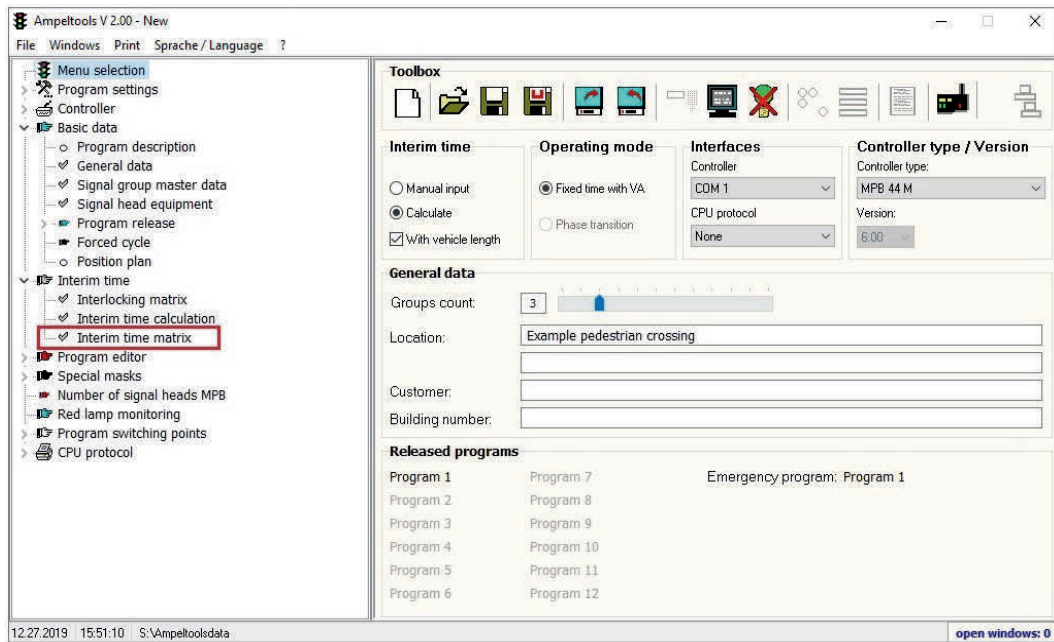 Ampeltools V 2.00 - New
File Windows Print Sprache / Language ?
Menu selection
Program settings
Controller
Basic data
Program description
General data
Signal group master data
Signal head equipment
Program release
Forced cycle
Position plan
Interim time
Interlocking matrix
Interim time calculation
Interim time matrix
Program editor
Special masks
Number of signal heads MPB
Red lamp monitoring
Program switching points
CPU protocol
Toolbox
Interim time
Manual input
Calculate
With vehicle length
Operating mode
Fixed time with VA
Phase transition
Interfaces
Controller
COM 1
CPU protocol
None
Controller type / Version
Controller type:
MPB 44 M
Version:
6.00
General data
Groups count: 3
Location: Example pedestrian crossing
Customer:
Building number:
Released programs
Program 1 Program 7 Emergency program: Program 1
Program 2 Program 8
Program 3 Program 9
Program 4 Program 10
Program 5 Program 11
Program 6 Program 12
12.27.2019 15:51:10 S:\Ampeltoolsdata open windows: 0